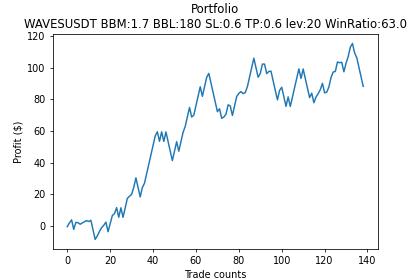 Portfolio
WAVESUSDT BBM:1.7 BBL:180 SL:0.6 TP:0.6 lev:20 WinRatio:63.0
120
100
80
60
40
20
0
Profit ($)
0 20 40 60 80 100 120 140
Trade counts